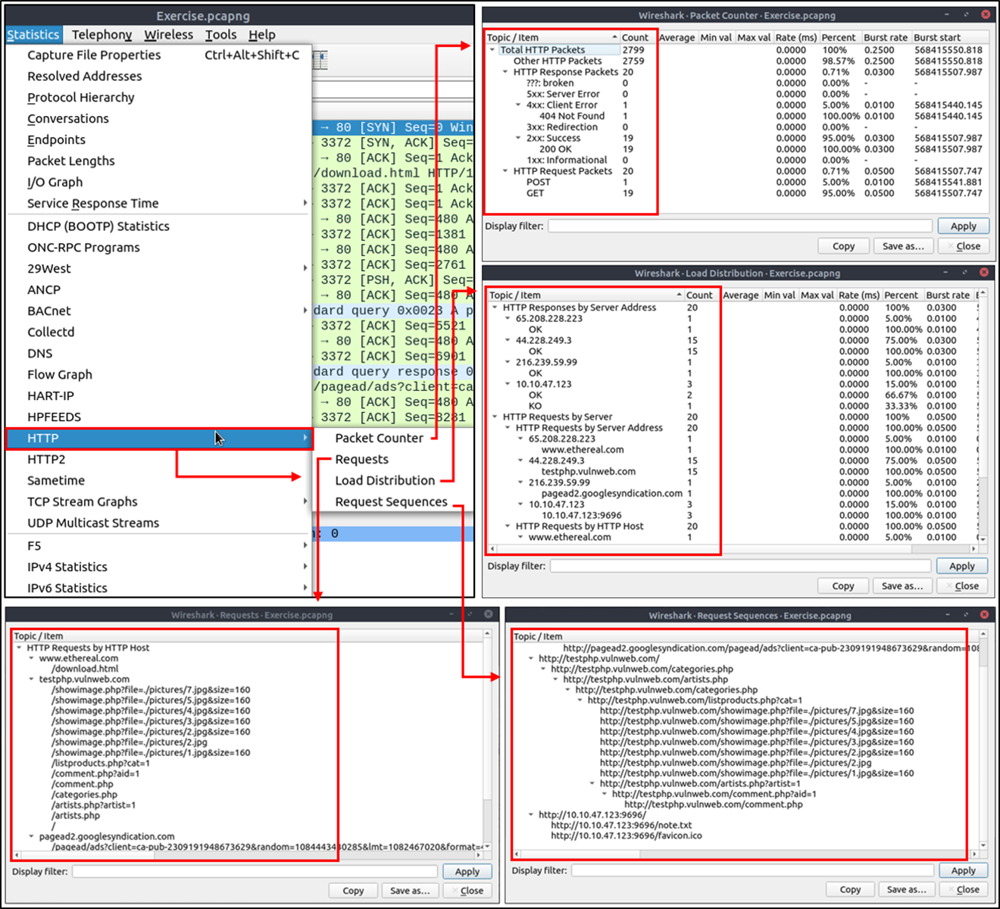 Exercise.pcapng
Statistics Telephony Wireless Tools Help
Capture File Properties Ctrl+Alt+Shift+C
Resolved Addresses
Protocol Hierarchy
Conversations
Endpoints
Packet Lengths
I/O Graph
Service Response Time
DHCP (BOOTP) Statistics
ONC-RPC Programs
29West
ANCP
BACnet
Collectd
DNS
Flow Graph
HART-IP
HPFEEDS
HTTP
HTTP2
Sametime
TCP Stream Graphs
UDP Multicast Streams
F5
IPv4 Statistics
IPv6 Statistics
→ 80 [SYN] Seq=0 Win
3372 [SYN, ACK] Seq=
→ 80 [ACK] Seq=1 Ack
/download.html HTTP/1
3372 [ACK] Seq=1 Ack
3372 [ACK] Seq=1 Ack
→ 80 [ACK] Seq=480 A
3372 [ACK] Seq=1381
→ 80 [ACK] Seq=480 A
3372 [ACK] Seq=2761
3372 [PSH, ACK] Seq=
→ 80 [ACK] Seq=480 A
dard query 0x0023 A p
3372 [ACK] Seq=5521
→ 80 [ACK] Seq=480 A
3372 [ACK] Seq=6901
dard query response 0
/pagead/ads?client=ca
→ 80 [ACK] Seq=480 A
3372 [ACK] Seq=8281
Packet Counter
Requests
Load Distribution
Request Sequences
: 0
Wireshark · Packet Counter · Exercise.pcapng
Topic / Item Count Average Min val Max val Rate (ms) Percent Burst rate Burst start
Total HTTP Packets 2799 0.0000 100% 0.2500 568415550.818
Other HTTP Packets 2759 0.0000 98.57% 0.2500 568415550.818
HTTP Response Packets 20 0.0000 0.71% 0.0300 568415507.987
???: broken 0 0.0000 0.00% - -
5xx: Server Error 0 0.0000 0.00% - -
4xx: Client Error 1 0.0000 5.00% 0.0100 568415440.145
404 Not Found 1 0.0000 100.00% 0.0100 568415440.145
3xx: Redirection 0 0.0000 0.00% - -
2xx: Success 19 0.0000 95.00% 0.0300 568415507.987
200 OK 19 0.0000 100.00% 0.0300 568415507.987
1xx: Informational 0 0.0000 0.00% - -
HTTP Request Packets 20 0.0000 0.71% 0.0500 568415507.747
POST 1 0.0000 5.00% 0.0100 568415541.881
GET 19 0.0000 95.00% 0.0500 568415507.747
Display filter: Apply
Copy Save as... Close
Wireshark · Load Distribution · Exercise.pcapng
Topic / Item Count Average Min val Max val Rate (ms) Percent Burst rate
HTTP Responses by Server Address 20 0.0000 100% 0.0300
65.208.228.223 1 0.0000 5.00% 0.0100
OK 1 0.0000 100.00% 0.0100
44.228.249.3 15 0.0000 75.00% 0.0300
OK 15 0.0000 100.00% 0.0300
216.239.59.99 1 0.0000 5.00% 0.0100
OK 1 0.0000 100.00% 0.0100
10.10.47.123 3 0.0000 15.00% 0.0100
OK 2 0.0000 66.67% 0.0100
KO 1 0.0000 33.33% 0.0100
HTTP Requests by Server 20 0.0000 100% 0.0500
HTTP Requests by Server Address 20 0.0000 100.00% 0.0500
65.208.228.223 1 0.0000 5.00% 0.0100
www.ethereal.com 1 0.0000 100.00% 0.0100
44.228.249.3 15 0.0000 75.00% 0.0500
testphp.vulnweb.com 15 0.0000 100.00% 0.0500
216.239.59.99 1 0.0000 5.00% 0.0100
pagead2.googlesyndication.com 1 0.0000 100.00% 0.0100
10.10.47.123 3 0.0000 15.00% 0.0100
10.10.47.123:9696 3 0.0000 100.00% 0.0100
HTTP Requests by HTTP Host 20 0.0000 100.00% 0.0500
www.ethereal.com 1 0.0000 5.00% 0.0100
Display filter: Apply
Copy Save as... Close
Wireshark · Requests · Exercise.pcapng
Topic / Item
HTTP Requests by HTTP Host
www.ethereal.com
/download.html
testphp.vulnweb.com
/showimage.php?file=./pictures/7.jpg&size=160
/showimage.php?file=./pictures/5.jpg&size=160
/showimage.php?file=./pictures/4.jpg&size=160
/showimage.php?file=./pictures/3.jpg&size=160
/showimage.php?file=./pictures/2.jpg&size=160
/showimage.php?file=./pictures/2.jpg
/showimage.php?file=./pictures/1.jpg&size=160
/listproducts.php?cat=1
/comment.php?aid=1
/comment.php
/categories.php
/artists.php?artist=1
/artists.php
/
pagead2.googlesyndication.com
/pagead/ads?client=ca-pub-2309191948673629&random=1084443430285&lmt=1082467020&format=
Display filter: Apply
Copy Save as... Close
Wireshark · Request Sequences · Exercise.pcapng
Topic / Item
http://pagead2.googlesyndication.com/pagead/ads?client=ca-pub-2309191948673629&random=108
http://testphp.vulnweb.com/
http://testphp.vulnweb.com/categories.php
http://testphp.vulnweb.com/artists.php
http://testphp.vulnweb.com/categories.php
http://testphp.vulnweb.com/listproducts.php?cat=1
http://testphp.vulnweb.com/showimage.php?file=./pictures/7.jpg&size=160
http://testphp.vulnweb.com/showimage.php?file=./pictures/5.jpg&size=160
http://testphp.vulnweb.com/showimage.php?file=./pictures/4.jpg&size=160
http://testphp.vulnweb.com/showimage.php?file=./pictures/3.jpg&size=160
http://testphp.vulnweb.com/showimage.php?file=./pictures/2.jpg&size=160
http://testphp.vulnweb.com/showimage.php?file=./pictures/2.jpg
http://testphp.vulnweb.com/showimage.php?file=./pictures/1.jpg&size=160
http://testphp.vulnweb.com/artists.php?artist=1
http://testphp.vulnweb.com/comment.php?aid=1
http://testphp.vulnweb.com/comment.php
http://10.10.47.123:9696/
http://10.10.47.123:9696/note.txt
http://10.10.47.123:9696/favicon.ico
Display filter: Apply
Copy Save as... Close